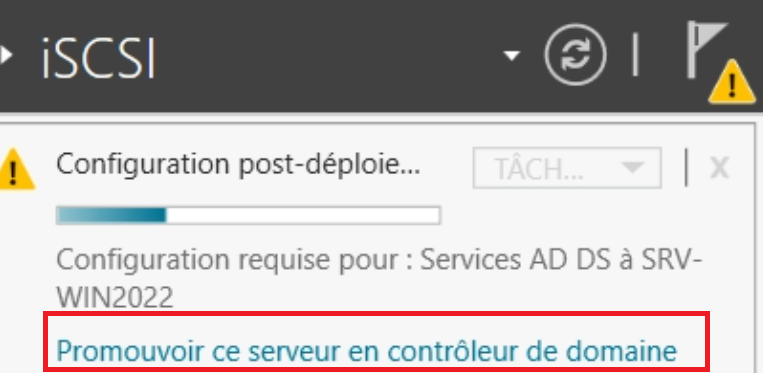 iSCSI
Configuration post-déploie...
TÂCH...
X
Configuration requise pour : Services AD DS à SRV-
WIN2022
Promouvoir ce serveur en contrôleur de domaine